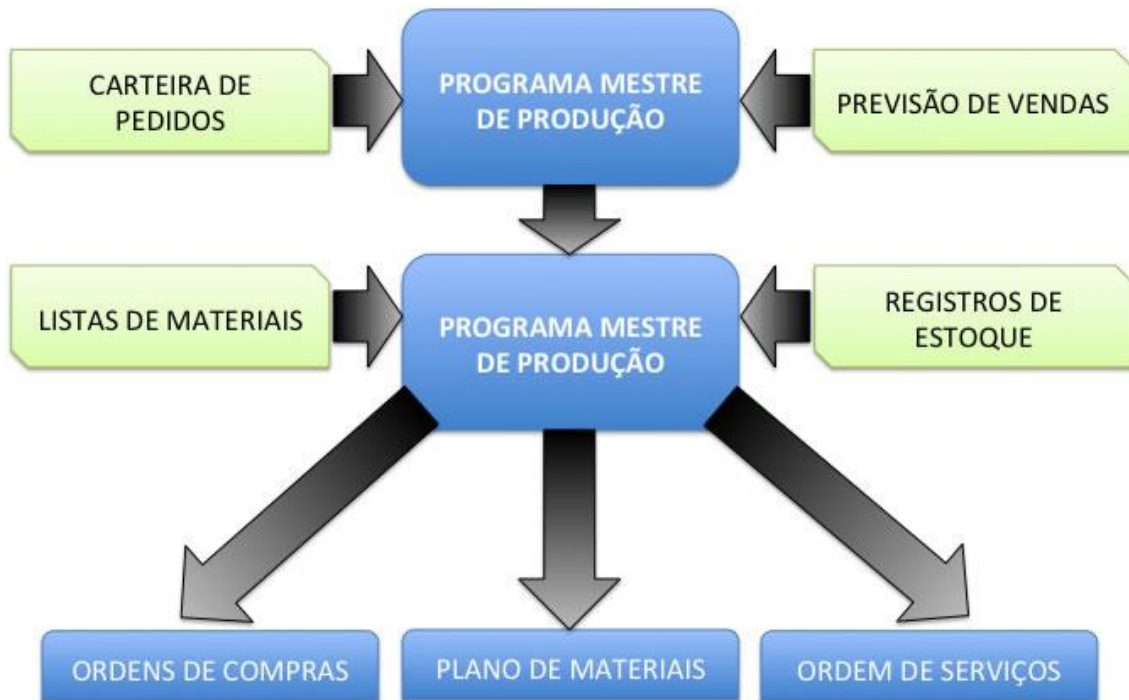 CARTEIRA DE
PEDIDOS
PROGRAMA MESTRE
DE PRODUÇÃO
PREVISÃO DE VENDAS
LISTAS DE MATERIAIS
PROGRAMA MESTRE
DE PRODUÇÃO
REGISTROS DE
ESTOQUE
ORDENS DE COMPRAS
PLANO DE MATERIAIS
ORDEM DE SERVIÇOS